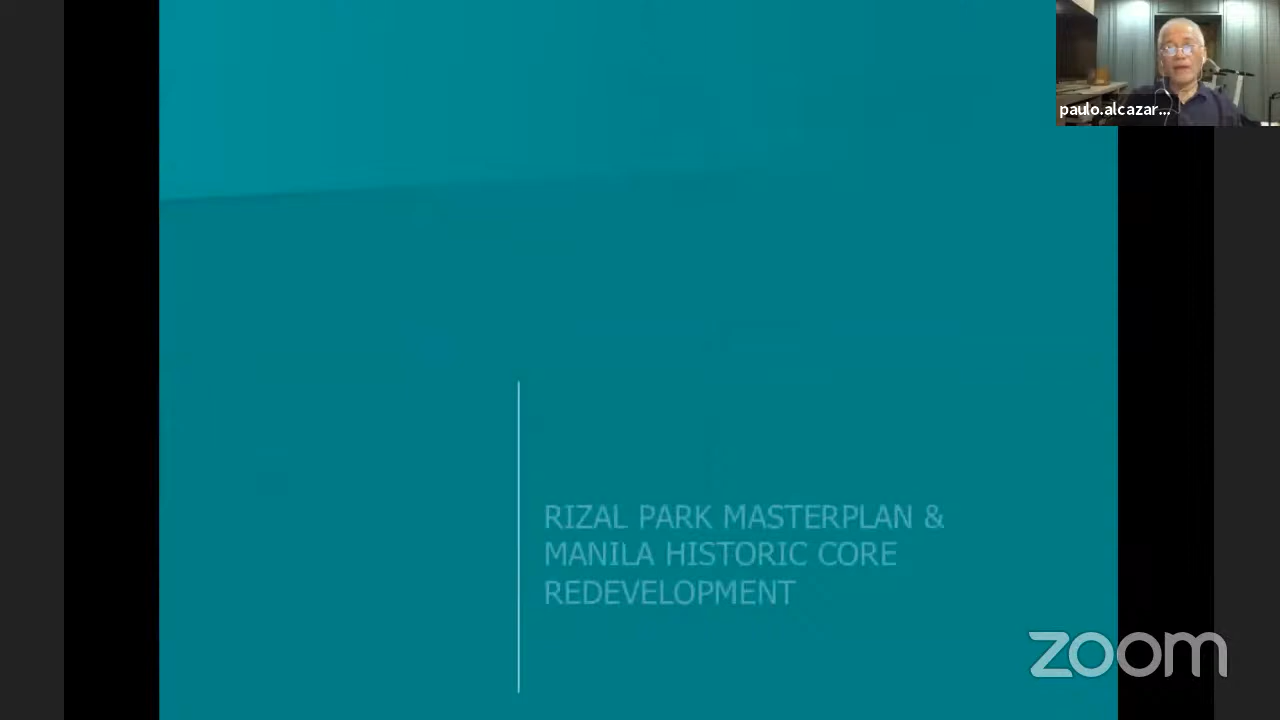 paulo.alcazar...
RIZAL PARK MASTERPLAN &
MANILA HISTORIC CORE
REDEVELOPMENT
zoom